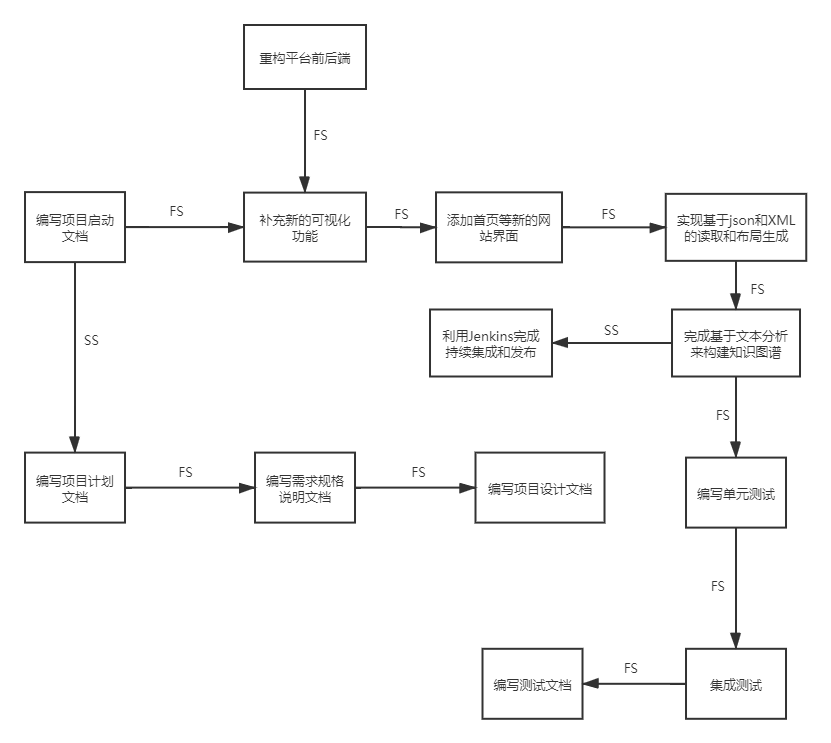 重构平台前后端
FS
编写项目启动
文档
FS
补充新的可视化
功能
FS
添加首页等新的网
站界面
FS
实现基于json和XML
的读取和布局生成
FS
SS
利用Jenkins完成
持续集成和发布
SS
完成基于文本分析
来构建知识图谱
FS
编写项目计划
文档
FS
编写需求规格
说明文档
FS
编写项目设计文档
编写单元测试
FS
编写测试文档
FS
集成测试